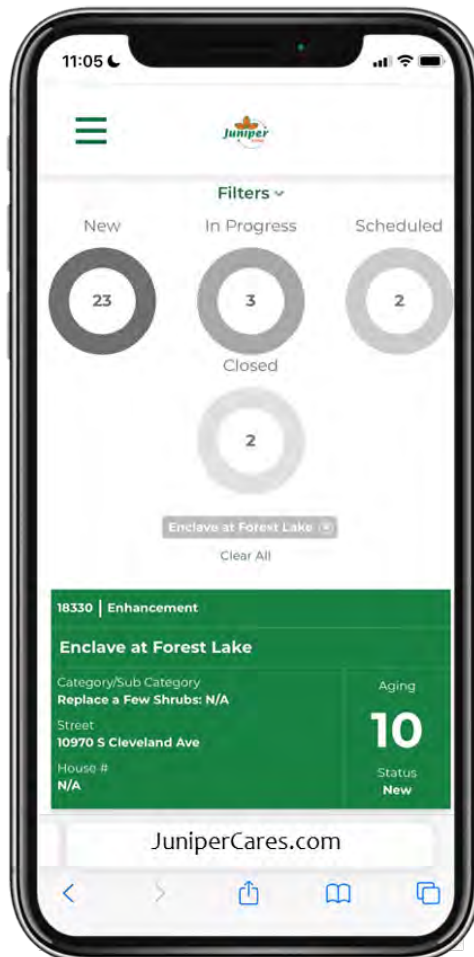 11:05
Juniper
Filters
New In Progress Scheduled
23 3 2
Closed
2
Enclave at Forest Lake
Clear All
18330 | Enhancement
Enclave at Forest Lake
Category/Sub Category
Replace a Few Shrubs: N/A
Street
10970 S Cleveland Ave
House #
N/A
Aging
10
Status
New
JuniperCares.com